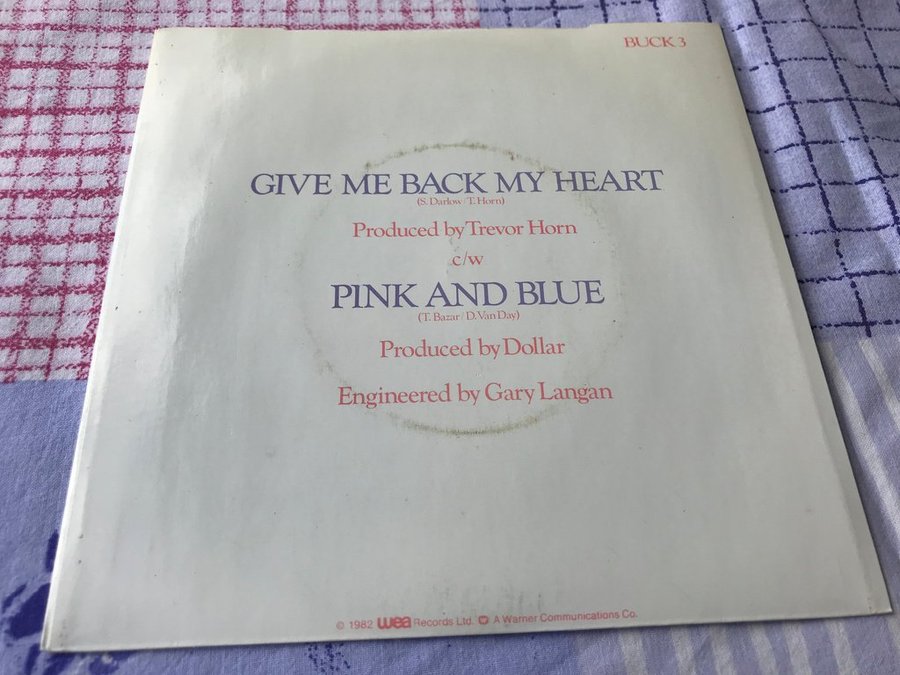 BUCK 3
GIVE ME BACK MY HEART
(S. Darlow / T. Horn)
Produced by Trevor Horn
c/w
PINK AND BLUE
(T. Bazar / D. Van Day)
Produced by Dollar
Engineered by Gary Langan
© 1982 wea Records Ltd. A Warner Communications Co.